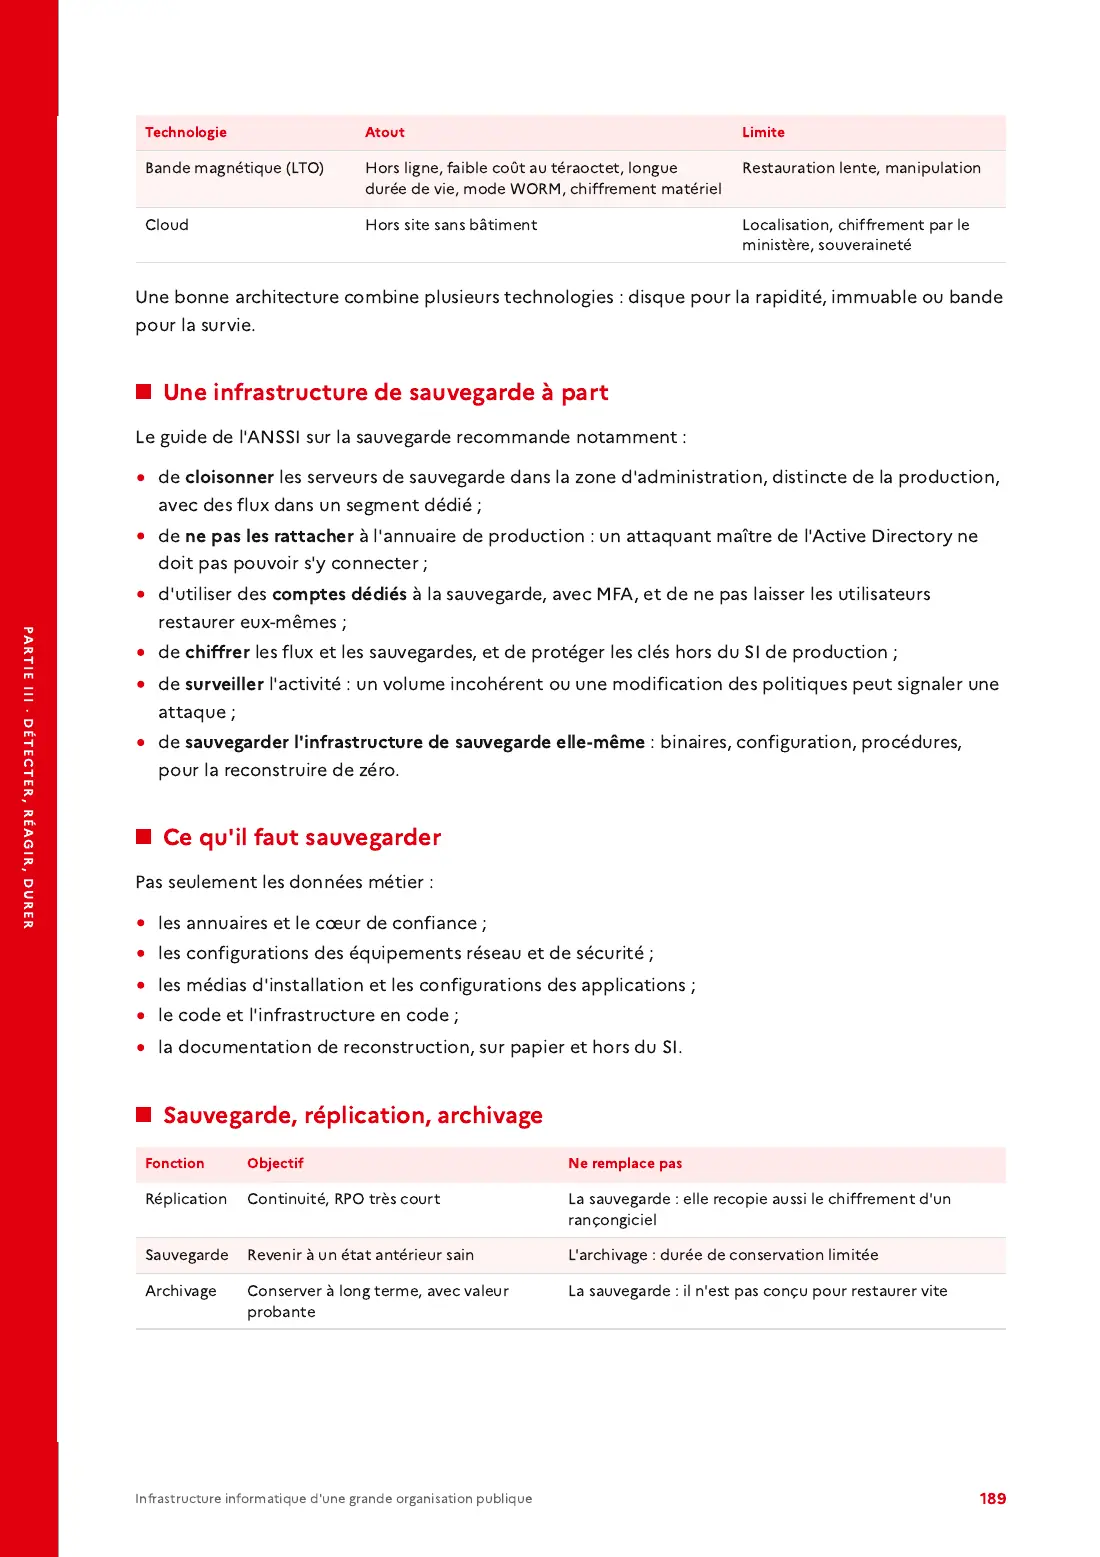 Technologie Atout Limite
Bande magnétique (LTO) Hors ligne, faible coût au téraoctet, longue Restauration lente, manipulation
durée de vie, mode WORM, chiffrement matériel
Cloud Hors site sans bâtiment Localisation, chiffrement par le
ministère, souveraineté
Une bonne architecture combine plusieurs technologies : disque pour la rapidité, immuable ou bande
pour la survie.
Une infrastructure de sauvegarde à part
Le guide de l'ANSSI sur la sauvegarde recommande notamment :
• de cloisonner les serveurs de sauvegarde dans la zone d'administration, distincte de la production,
avec des flux dans un segment dédié ;
• de ne pas les rattacher à l'annuaire de production : un attaquant maître de l'Active Directory ne
doit pas pouvoir s'y connecter ;
• d'utiliser des comptes dédiés à la sauvegarde, avec MFA, et de ne pas laisser les utilisateurs
restaurer eux-mêmes ;
• de chiffrer les flux et les sauvegardes, et de protéger les clés hors du SI de production ;
• de surveiller l'activité : un volume incohérent ou une modification des politiques peut signaler une
attaque ;
• de sauvegarder l'infrastructure de sauvegarde elle-même : binaires, configuration, procédures,
pour la reconstruire de zéro.
Ce qu'il faut sauvegarder
Pas seulement les données métier :
• les annuaires et le cœur de confiance ;
• les configurations des équipements réseau et de sécurité ;
• les médias d'installation et les configurations des applications ;
• le code et l'infrastructure en code ;
• la documentation de reconstruction, sur papier et hors du SI.
Sauvegarde, réplication, archivage
Fonction Objectif Ne remplace pas
Réplication Continuité, RPO très court La sauvegarde : elle recopie aussi le chiffrement d'un
rançongiciel
Sauvegarde Revenir à un état antérieur sain L'archivage : durée de conservation limitée
Archivage Conserver à long terme, avec valeur La sauvegarde : il n'est pas conçu pour restaurer vite
probante
PARTIE III · DÉTECTER, RÉAGIR, DURER
Infrastructure informatique d'une grande organisation publique 189